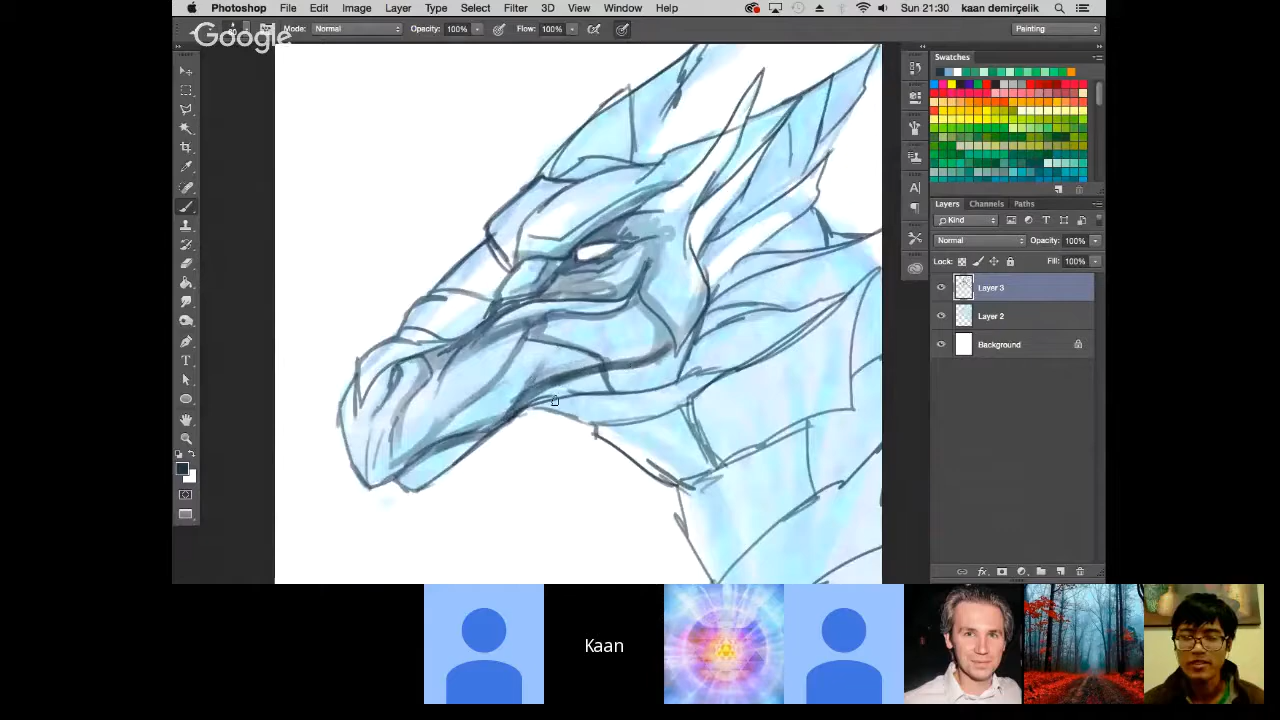 Photoshop File Edit Image Layer Type Select Filter 3D View Window Help Sun 21:30 kaan demirçelik
Google
Mode: Normal Opacity: 100% Flow: 100% Painting
Swatches
Layers Channels Paths
Kind
Normal Opacity: 100%
Lock: Fill: 100%
Layer 3
Layer 2
Background
Kaan